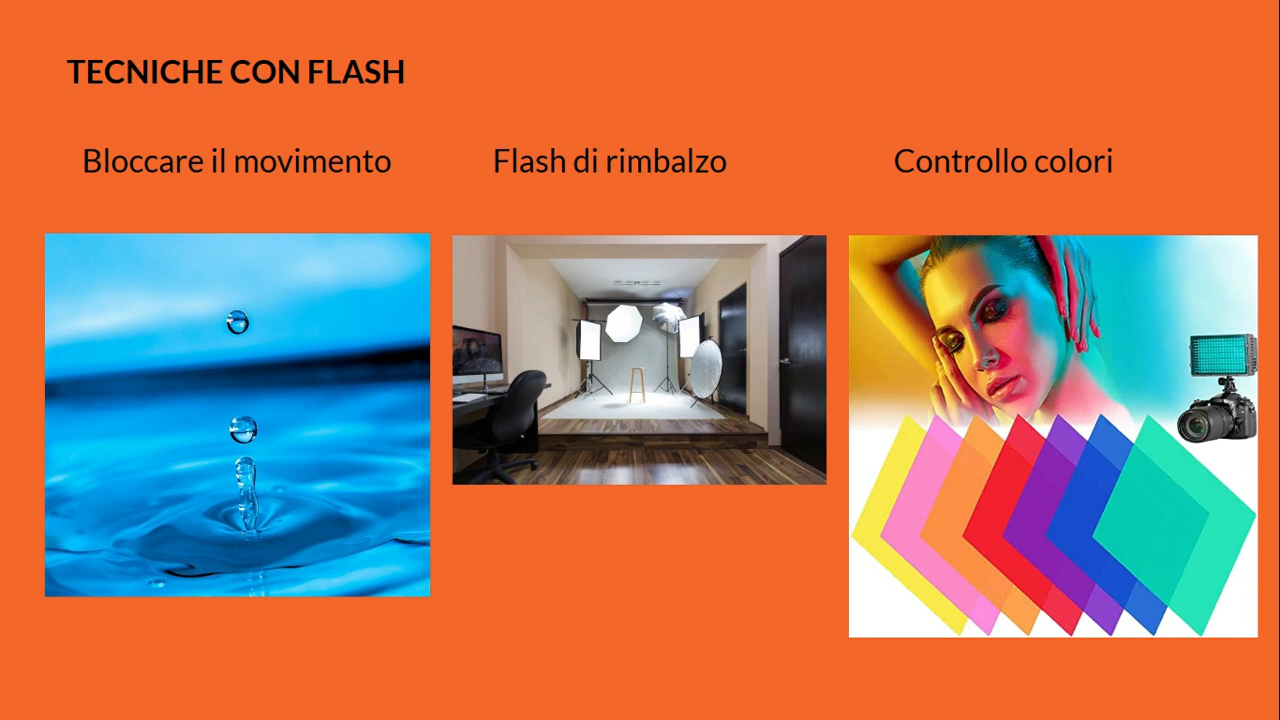 TECNICHE CON FLASH
Bloccare il movimento
Flash di rimbalzo
Controllo colori